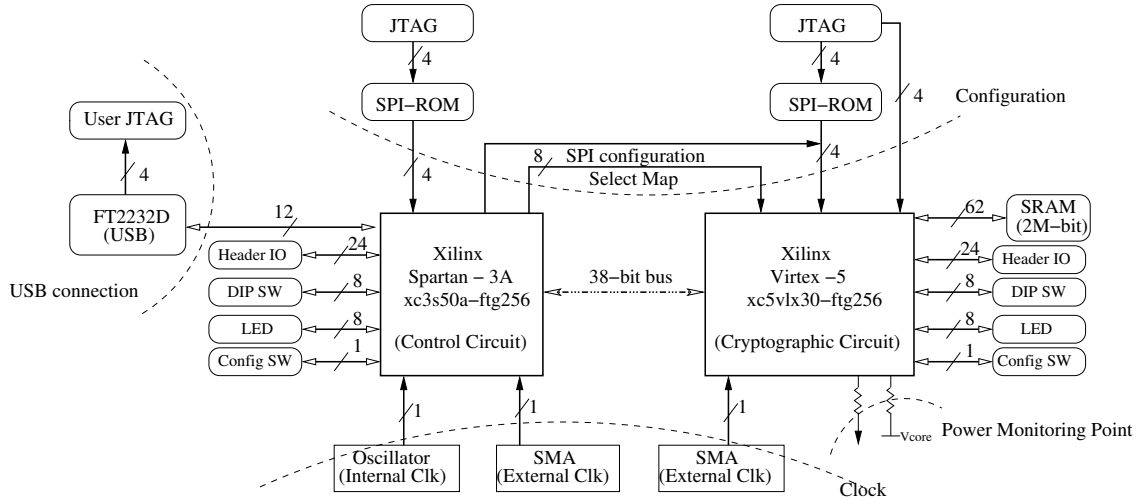 JTAG
JTAG
4
4
SPI−ROM
SPI−ROM
4
Configuration
User JTAG
4
8
SPI configuration
4
4
Select Map
FT2232D
(USB)
12
USB connection
Header IO
24
DIP SW
8
LED
8
Config SW
1
Xilinx
Spartan − 3A
xc3s50a−ftg256
(Control Circuit)
38−bit bus
Xilinx
Virtex −5
xc5vlx30−ftg256
(Cryptographic Circuit)
62
SRAM
(2M−bit)
24
Header IO
8
DIP SW
8
LED
1
Config SW
1
1
1
Vcore
Power Monitoring Point
Oscillator
(Internal Clk)
SMA
(External Clk)
SMA
(External Clk)
Clock